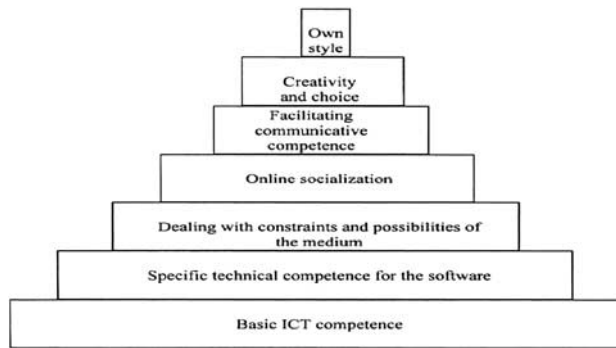 Own
style
Creativity
and choice
Facilitating
communicative
competence
Online socialization
Dealing with constraints and possibilities of
the medium
Specific technical competence for the software
Basic ICT competence